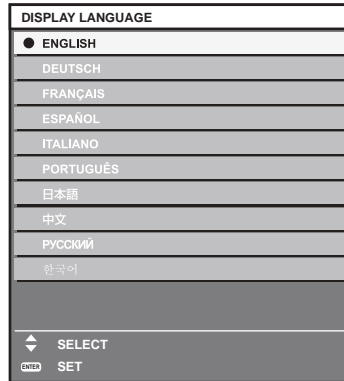 DISPLAY LANGUAGE
ENGLISH
DEUTSCH
FRANÇAIS
ESPAÑOL
ITALIANO
PORTUGUÊS
日本語
中文
РУССКИЙ
한국어
SELECT
ENTER SET